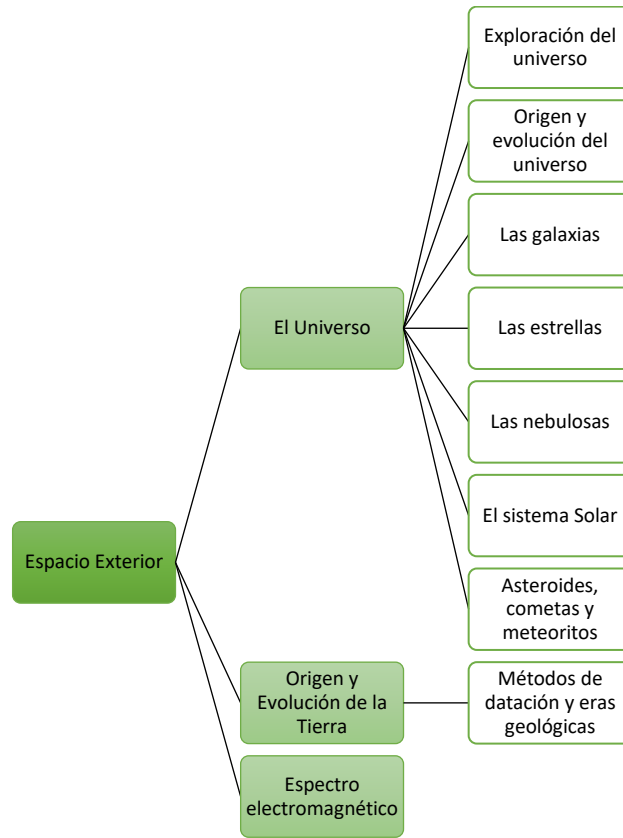 Exploración del
universo
Origen y
evolución del
universo
Las galaxias
El Universo
Las estrellas
Las nebulosas
El sistema Solar
Espacio Exterior
Asteroides,
cometas y
meteoritos
Origen y
Evolución de la
Tierra
Métodos de
datación y eras
geológicas
Espectro
electromagnético